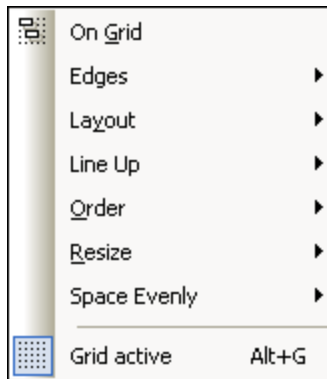 On Grid
Edges
Layout
Line Up
Order
Resize
Space Evenly
Grid active Alt+G